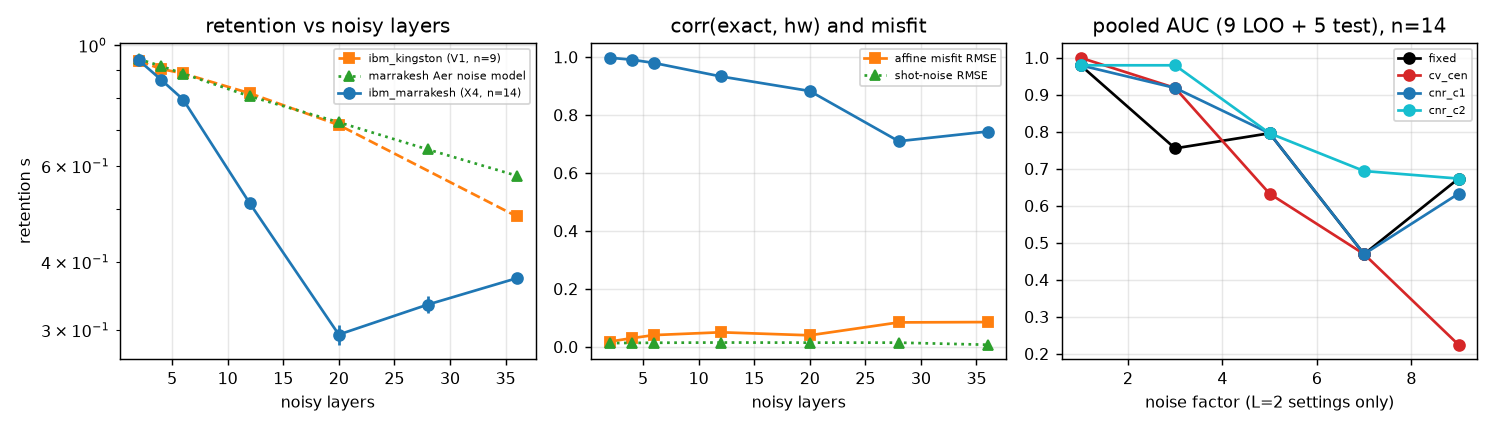 retention vs noisy layers
10⁰
6 × 10⁻¹
4 × 10⁻¹
3 × 10⁻¹
retention s
ibm_kingston (V1, n=9)
marrakesh Aer noise model
ibm_marrakesh (X4, n=14)
5 10 15 20 25 30 35
noisy layers
corr(exact, hw) and misfit
1.0
0.8
0.6
0.4
0.2
0.0
affine misfit RMSE
shot-noise RMSE
5 10 15 20 25 30 35
noisy layers
pooled AUC (9 LOO + 5 test), n=14
1.0
0.9
0.8
0.7
0.6
0.5
0.4
0.3
0.2
fixed
cv_cen
cnr_c1
cnr_c2
2 4 6 8
noise factor (L=2 settings only)